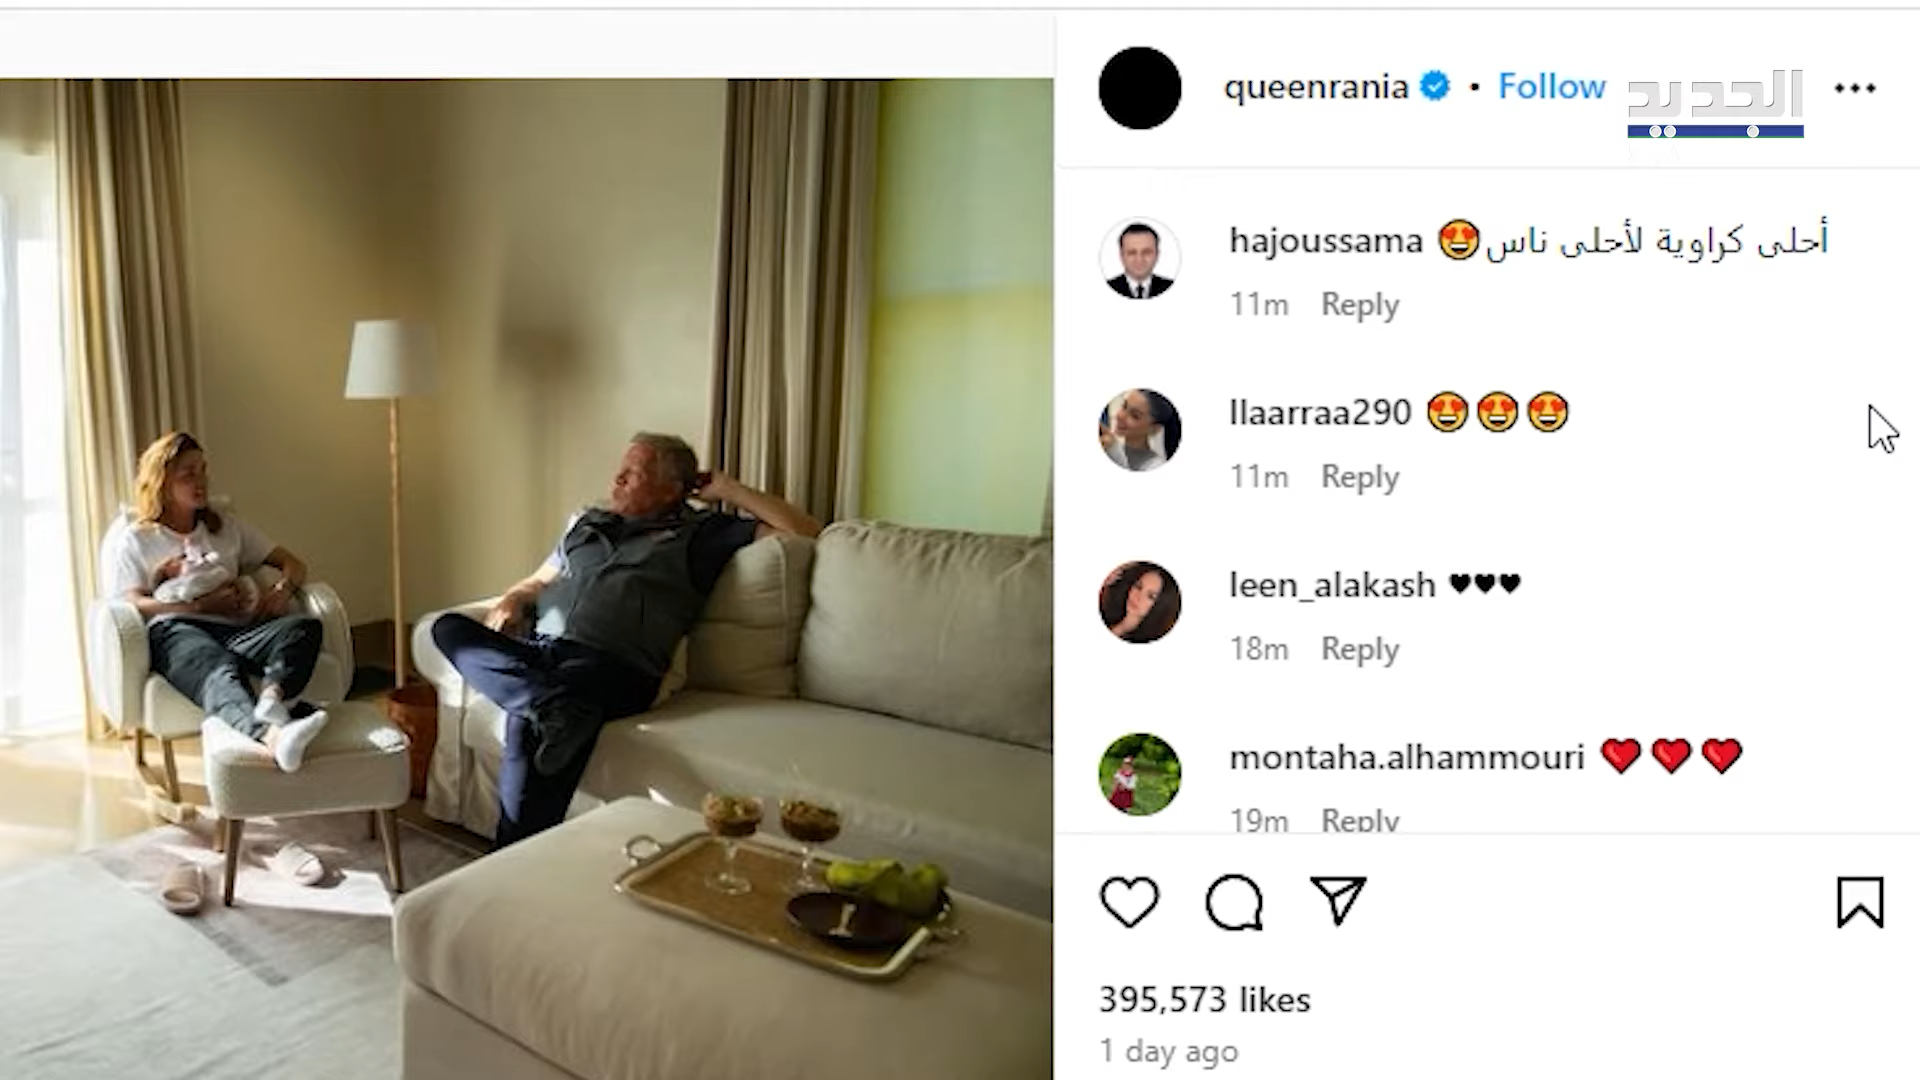 queenrania • Follow
الجديد
hajoussama 😍أحلى كراوية لأحلى ناس
11m Reply
llaarraa290 😍😍😍
11m Reply
leen_alakash ♥♥♥
18m Reply
montaha.alhammouri ❤️❤️❤️
19m Reply
395,573 likes
1 day ago